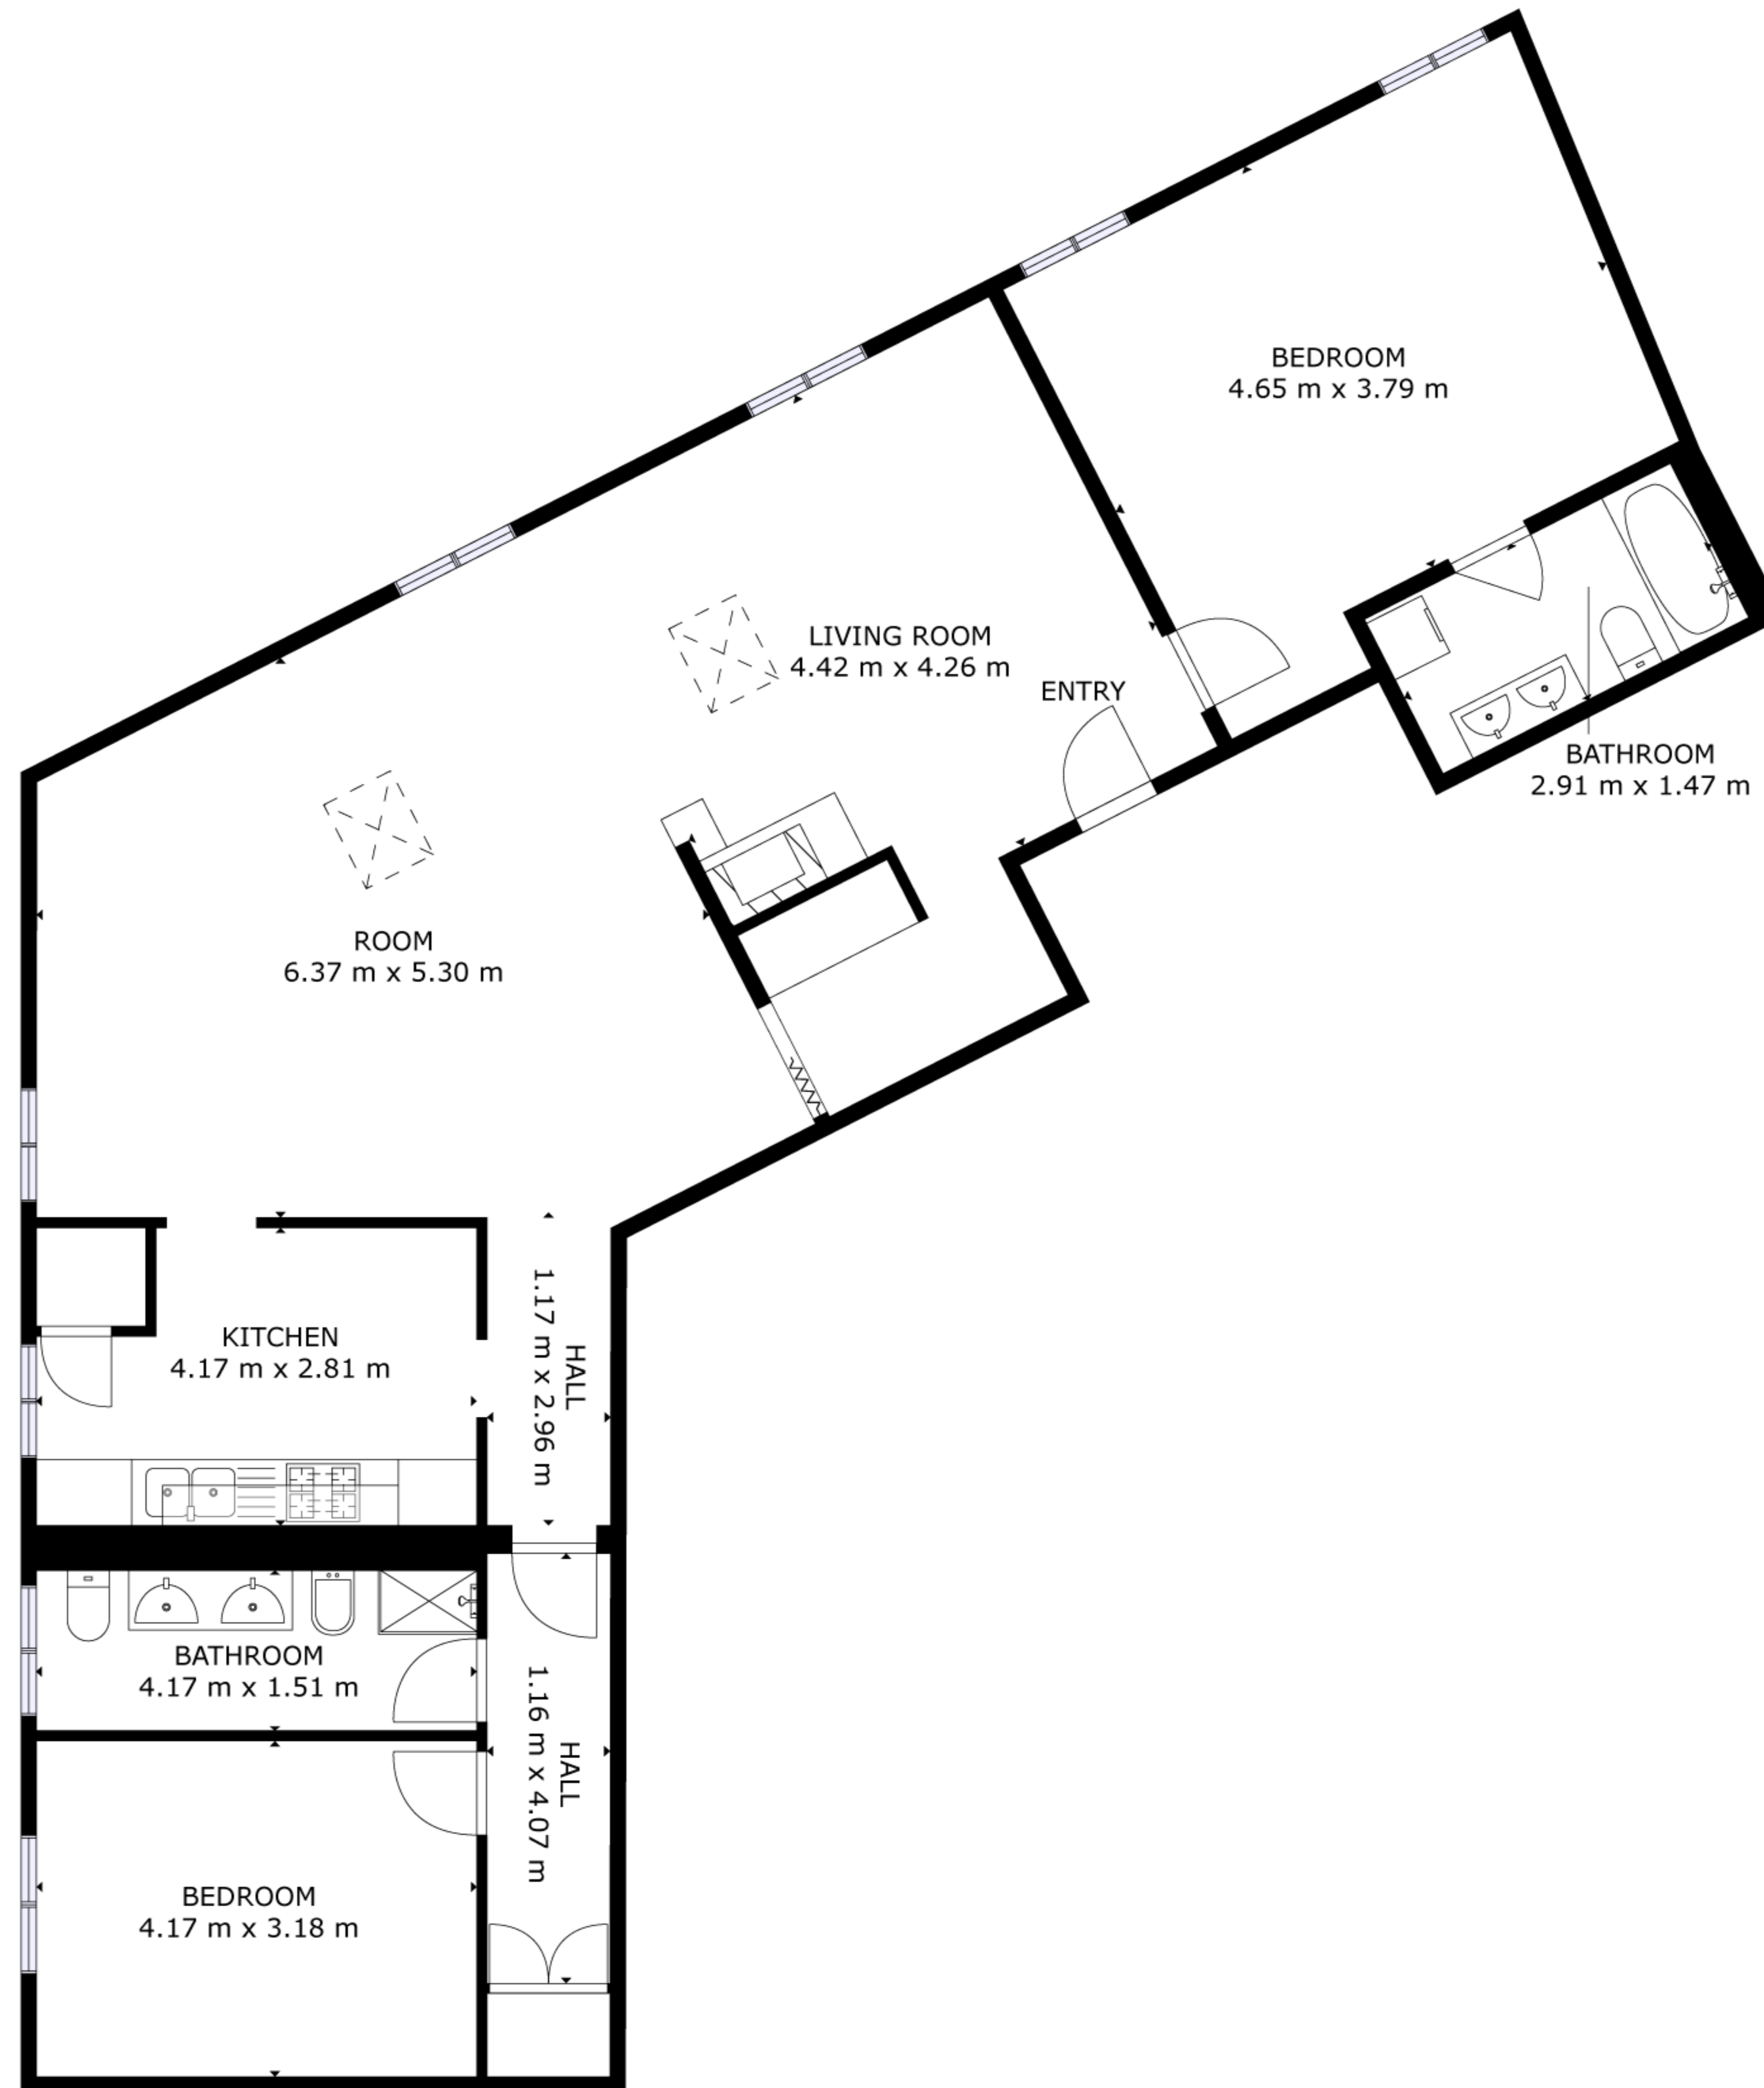 BEDROOM
4.65 m x 3.79 m
LIVING ROOM
4.42 m x 4.26 m
ENTRY
BATHROOM
2.91 m x 1.47 m
ROOM
6.37 m x 5.30 m
KITCHEN
4.17 m x 2.81 m
HALL
1.17 m x 2.96 m
BATHROOM
4.17 m x 1.51 m
HALL
1.16 m x 4.07 m
BEDROOM
4.17 m x 3.18 m